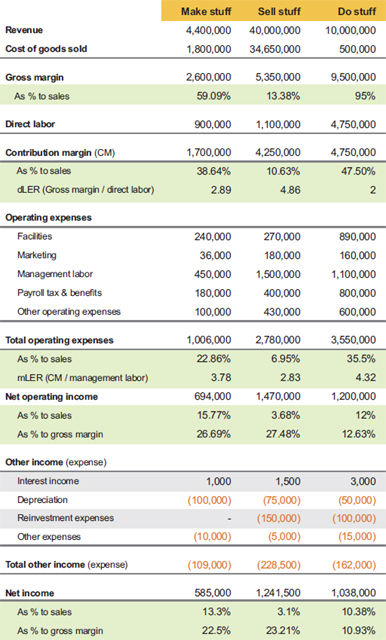 Make stuff Sell stuff Do stuff
Revenue 4,400,000 40,000,000 10,000,000
Cost of goods sold 1,800,000 34,650,000 500,000
Gross margin 2,600,000 5,350,000 9,500,000
As % to sales 59.09% 13.38% 95%
Direct labor 900,000 1,100,000 4,750,000
Contribution margin (CM) 1,700,000 4,250,000 4,750,000
As % to sales 38.64% 10.63% 47.50%
dLER (Gross margin / direct labor) 2.89 4.86 2
Operating expenses
Facilities 240,000 270,000 890,000
Marketing 36,000 180,000 160,000
Management labor 450,000 1,500,000 1,100,000
Payroll tax & benefits 180,000 400,000 800,000
Other operating expenses 100,000 430,000 600,000
Total operating expenses 1,006,000 2,780,000 3,550,000
As % to sales 22.86% 6.95% 35.5%
mLER (CM / management labor) 3.78 2.83 4.32
Net operating income 694,000 1,470,000 1,200,000
As % to sales 15.77% 3.68% 12%
As % to gross margin 26.69% 27.48% 12.63%
Other income (expense)
Interest income 1,000 1,500 3,000
Depreciation (100,000) (75,000) (50,000)
Reinvestment expenses - (150,000) (100,000)
Other expenses (10,000) (5,000) (15,000)
Total other income (expense) (109,000) (228,500) (162,000)
Net income 585,000 1,241,500 1,038,000
As % to sales 13.3% 3.1% 10.38%
As % to gross margin 22.5% 23.21% 10.93%